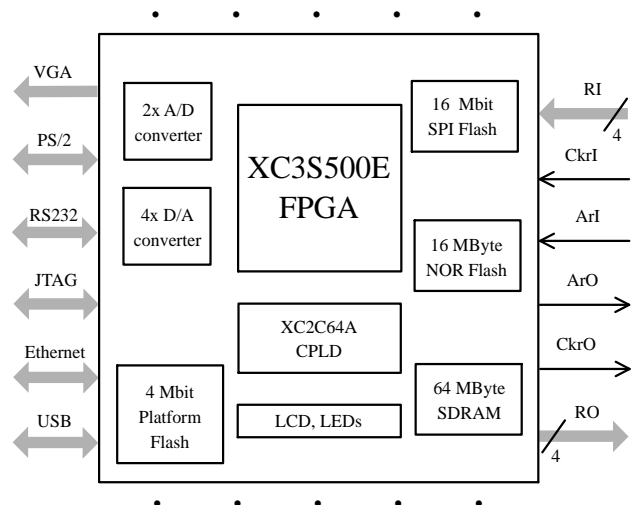 VGA
PS/2
RS232
JTAG
Ethernet
USB
2x A/D
converter
4x D/A
converter
4 Mbit
Platform
Flash
XC3S500E
FPGA
XC2C64A
CPLD
LCD, LEDs
16 Mbit
SPI Flash
16 MByte
NOR Flash
64 MByte
SDRAM
RI
4
CkrI
ArI
ArO
CkrO
RO
4